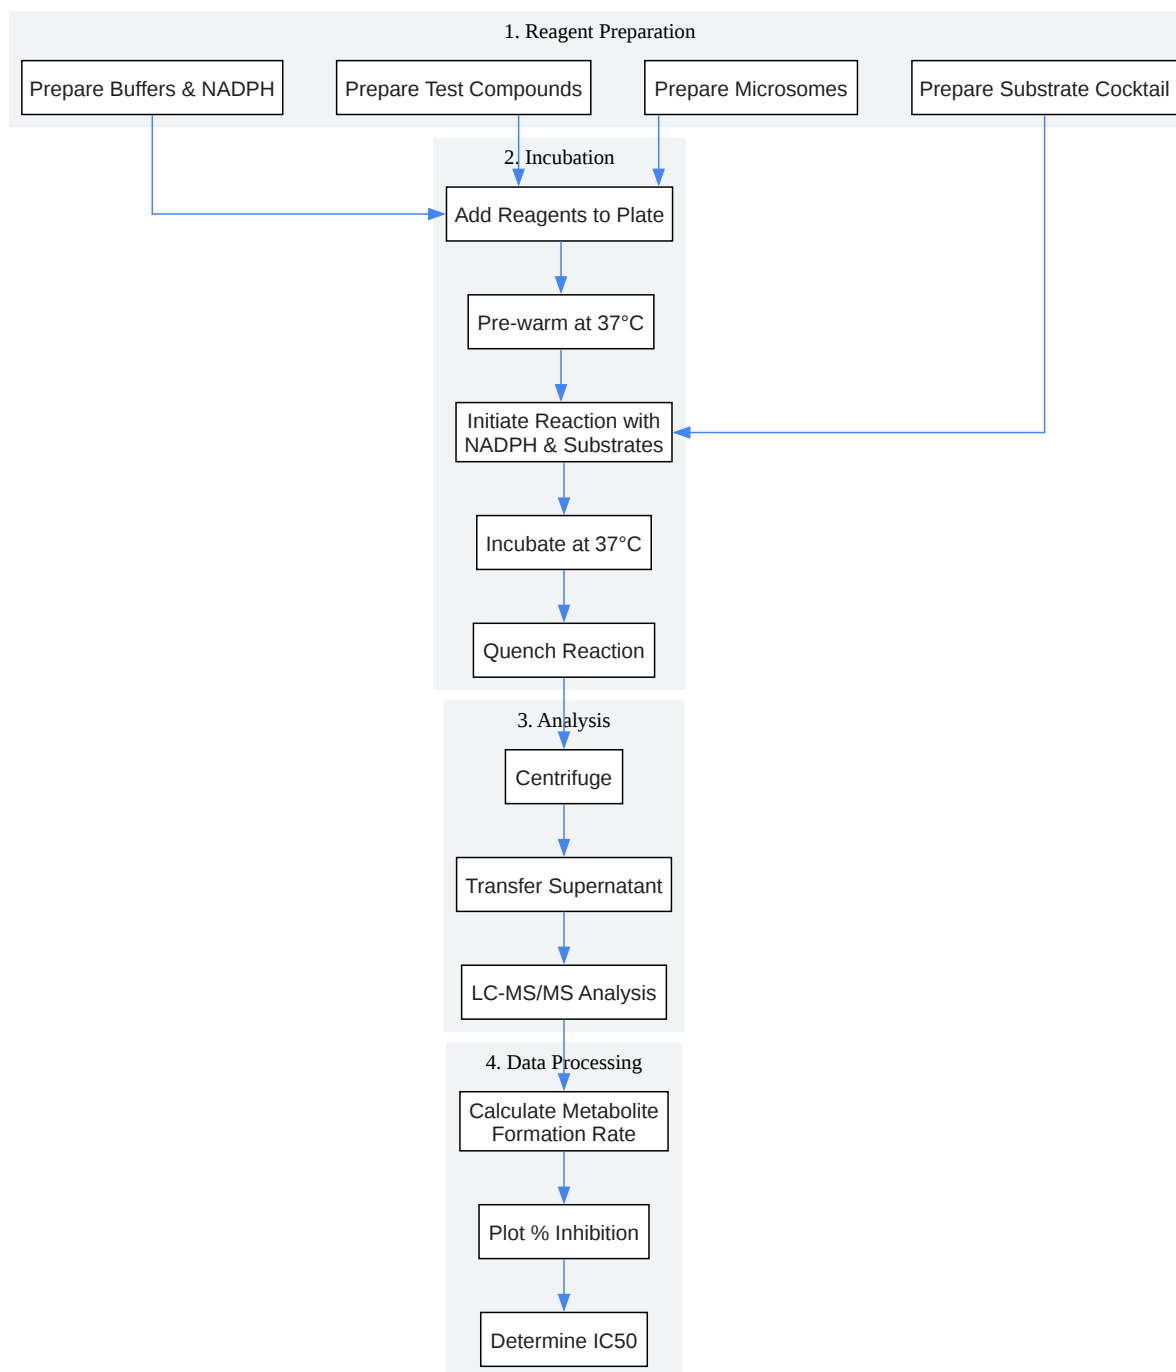 1. Reagent Preparation
Prepare Buffers & NADPH
Prepare Test Compounds
Prepare Microsomes
Prepare Substrate Cocktail
2. Incubation
Add Reagents to Plate
Pre-warm at 37°C
Initiate Reaction with
NADPH & Substrates
Incubate at 37°C
Quench Reaction
3. Analysis
Centrifuge
Transfer Supernatant
LC-MS/MS Analysis
4. Data Processing
Calculate Metabolite
Formation Rate
Plot % Inhibition
Determine IC50